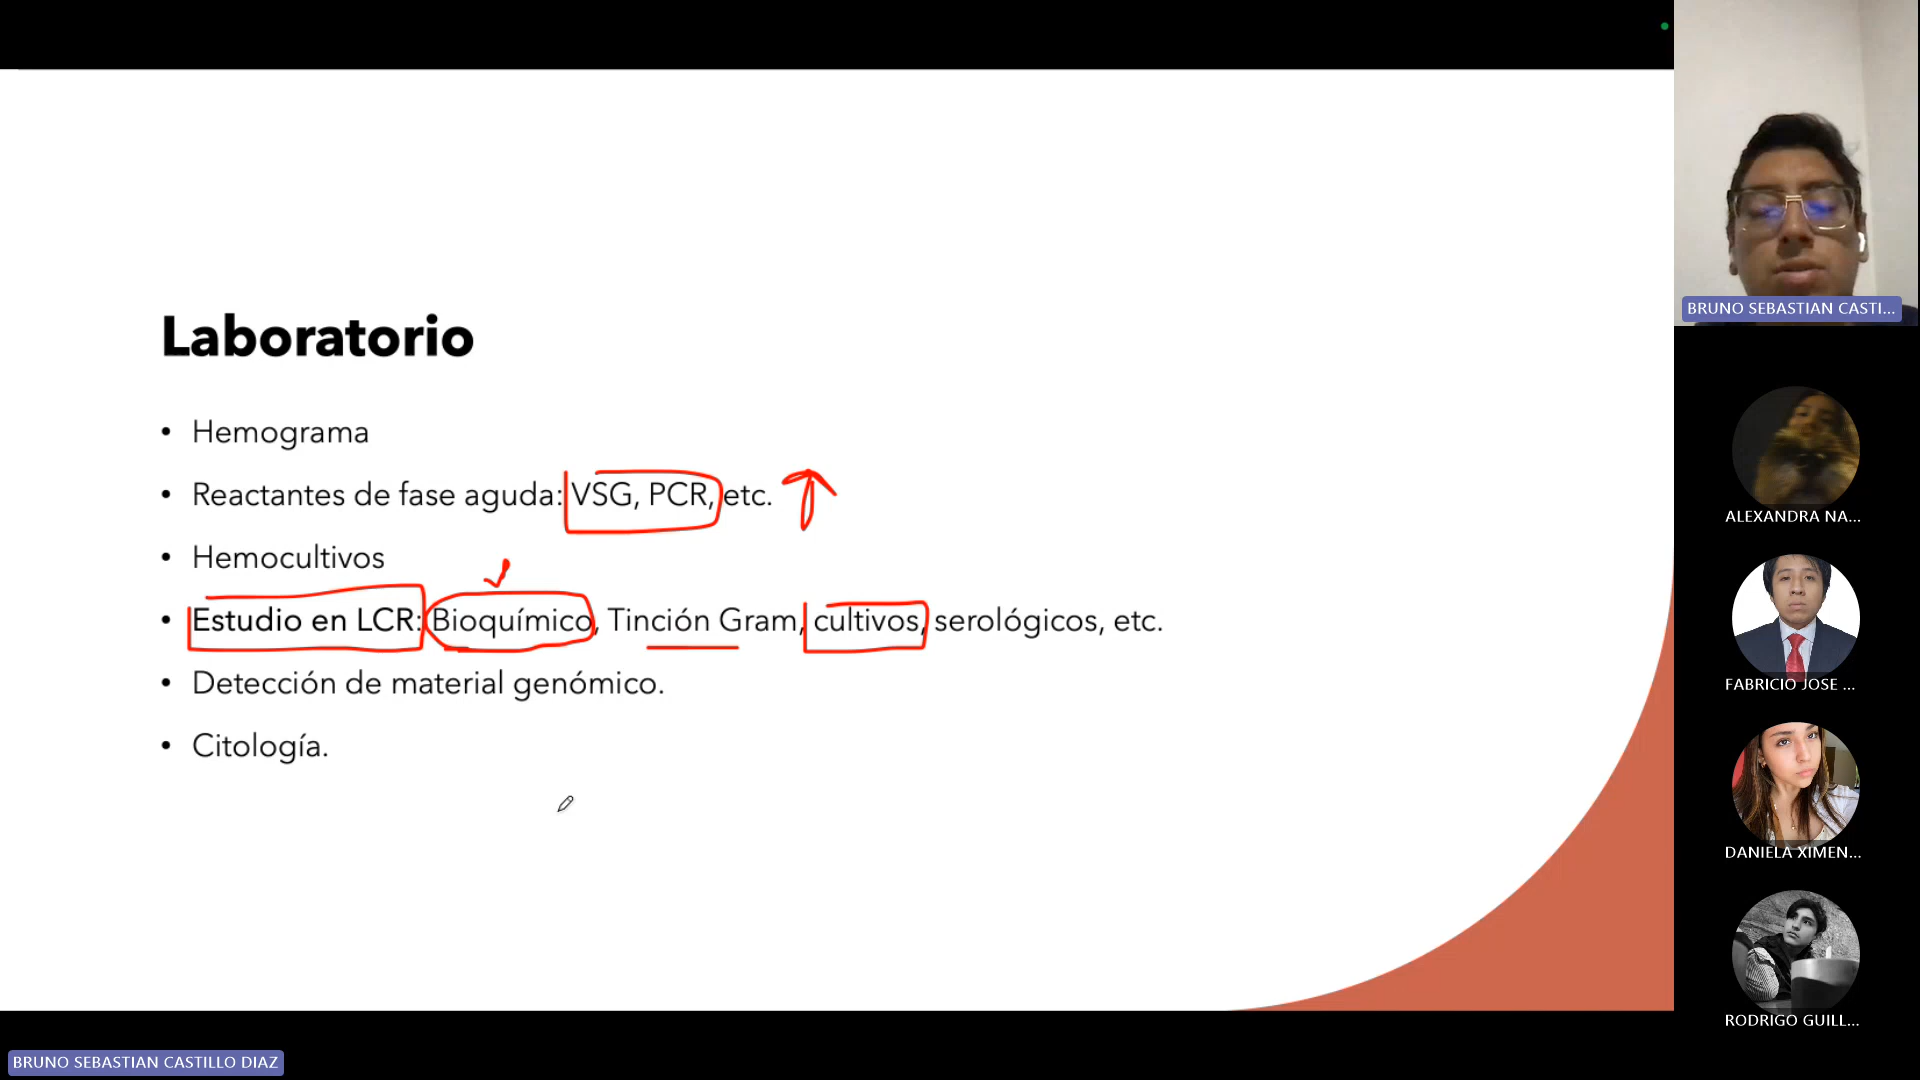 Laboratorio
• Hemograma
• Reactantes de fase aguda: VSG, PCR, etc.
• Hemocultivos
• Estudio en LCR: Bioquímico, Tinción Gram, cultivos, serológicos, etc.
• Detección de material genómico.
• Citología.
BRUNO SEBASTIAN CASTI...
ALEXANDRA NA...
FABRICIO JOSE ...
DANIELA XIMEN...
RODRIGO GUILL...
BRUNO SEBASTIAN CASTILLO DIAZ